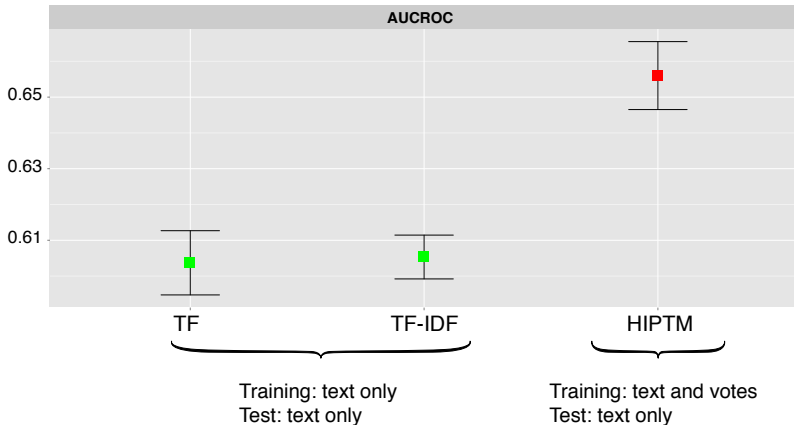 AUCROC
0.65
0.63
0.61
TF TF-IDF HIPTM
Training: text only
Test: text only
Training: text and votes
Test: text only